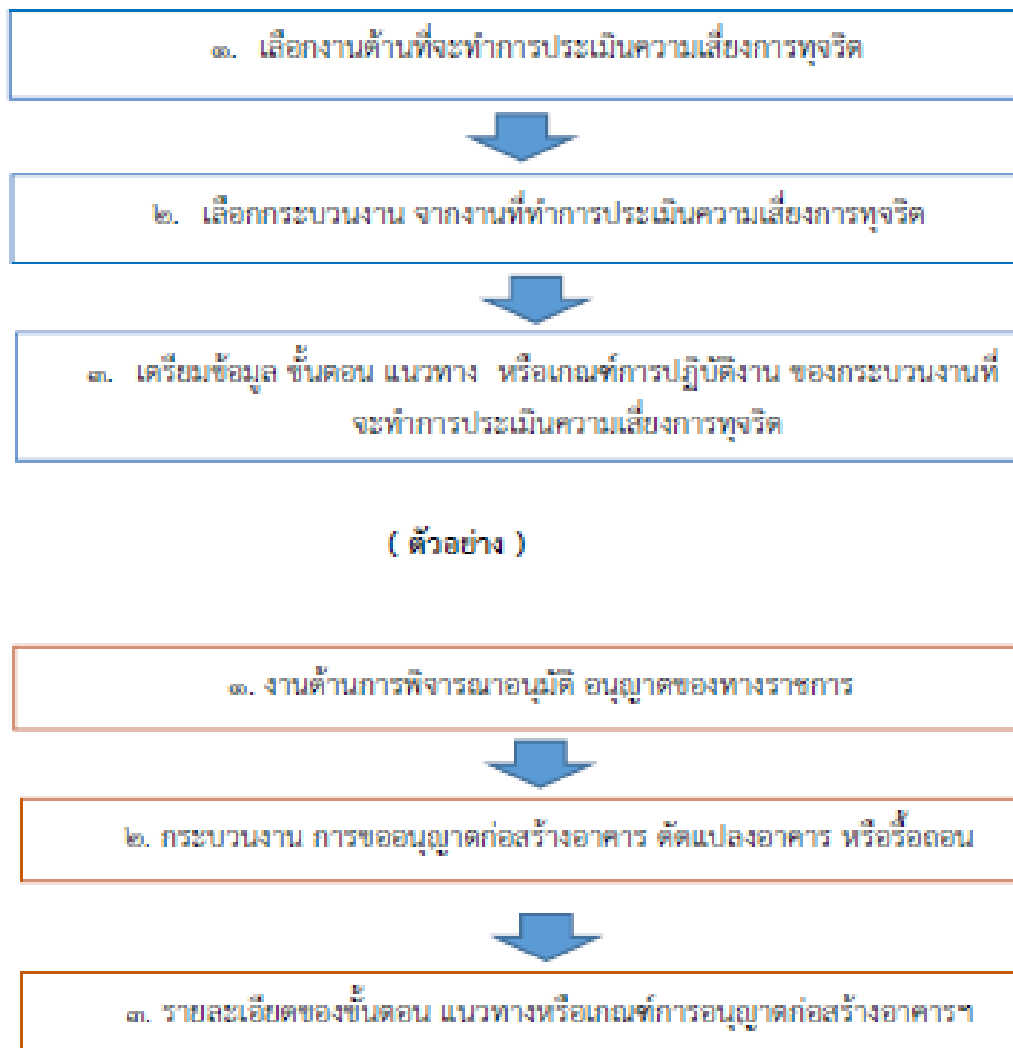 ๑. เลือกงานด้านที่จะทำการประเมินความเสี่ยงการทุจริต
๒. เลือกกระบวนงาน จากงานที่ทำการประเมินความเสี่ยงการทุจริต
๓. เตรียมข้อมูล ขั้นตอน แนวทาง หรือเกณฑ์การปฏิบัติงาน ของกระบวนงานที่
จะทำการประเมินความเสี่ยงการทุจริต
( ตัวอย่าง )
๑. งานด้านการพิจารณาอนุมัติ อนุญาตของทางราชการ
๒. กระบวนงาน การขออนุญาตก่อสร้างอาคาร ดัดแปลงอาคาร หรือรื้อถอน
๓. รายละเอียดของขั้นตอน แนวทางหรือเกณฑ์การอนุญาตก่อสร้างอาคารฯ